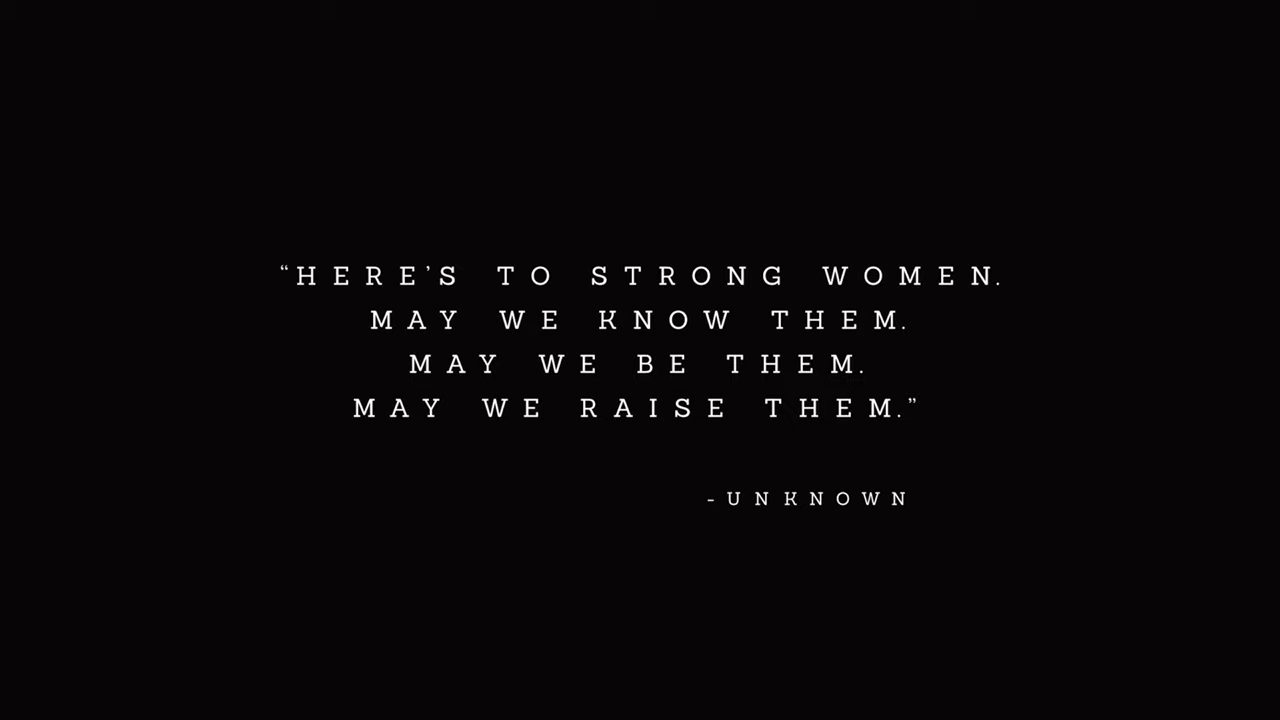 “HERE’S TO STRONG WOMEN.
MAY WE KNOW THEM.
MAY WE BE THEM.
MAY WE RAISE THEM.”
-UNKNOWN